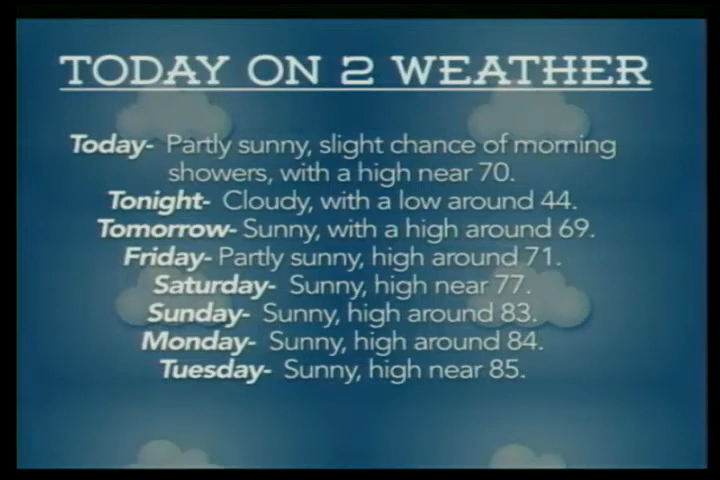 TODAY ON 2 WEATHER
Today- Partly sunny, slight chance of morning
showers, with a high near 70.
Tonight- Cloudy, with a low around 44.
Tomorrow- Sunny, with a high around 69.
Friday- Partly sunny, high around 71.
Saturday- Sunny, high near 77.
Sunday- Sunny, high around 83.
Monday- Sunny, high around 84.
Tuesday- Sunny, high near 85.